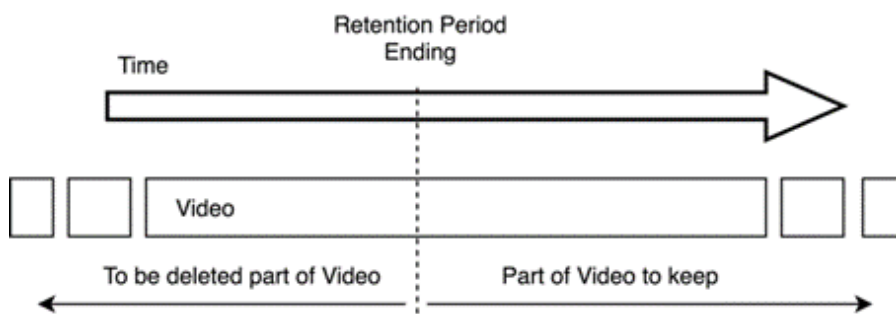 Retention Period
Ending
Time
Video
To be deleted part of Video
Part of Video to keep